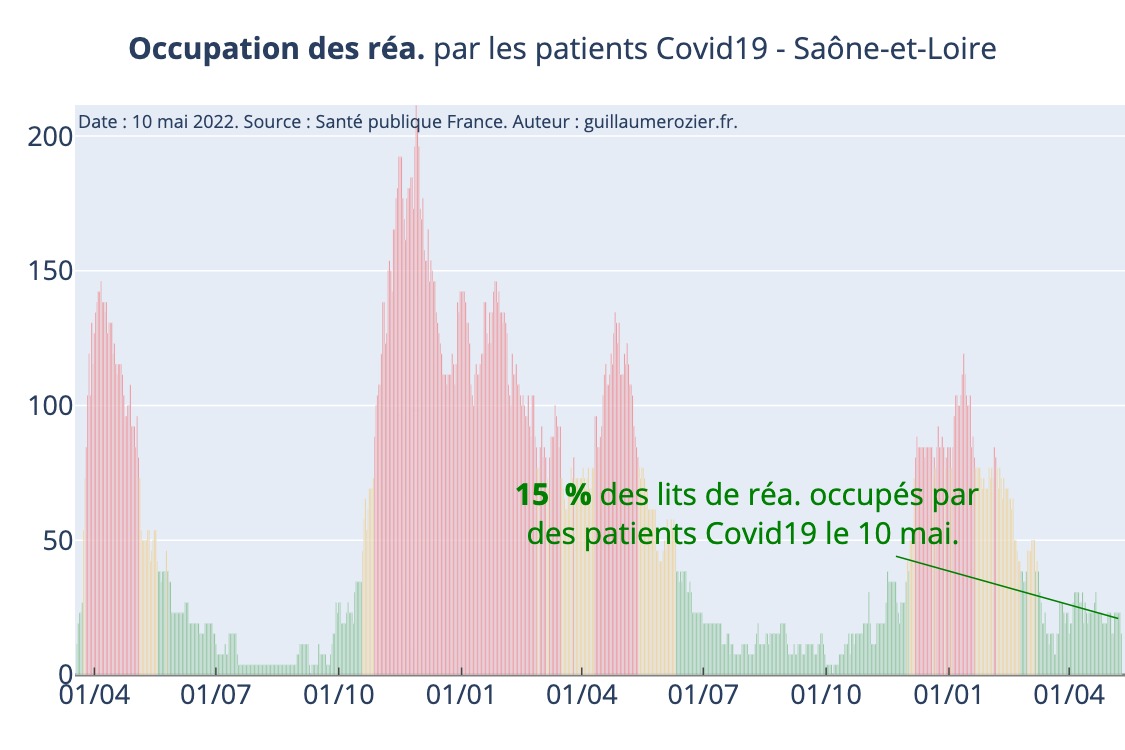 Occupation des réa. par les patients Covid19 - Saône-et-Loire
Date : 10 mai 2022. Source : Santé publique France. Auteur : guillaumerozier.fr.
200
150
100
50
0
15 % des lits de réa. occupés par
des patients Covid19 le 10 mai.
01/04 01/07 01/10 01/01 01/04 01/07 01/10 01/01 01/04